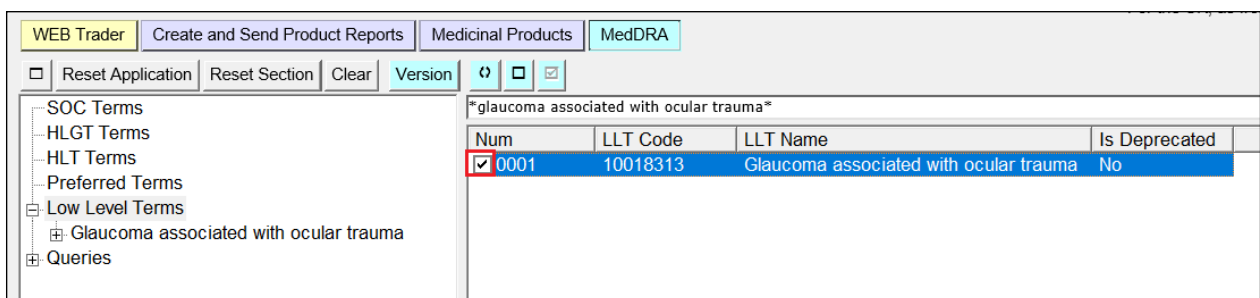 WEB Trader Create and Send Product Reports Medicinal Products MedDRA
Reset Application Reset Section Clear Version
SOC Terms
HLGT Terms
HLT Terms
Preferred Terms
Low Level Terms
Glaucoma associated with ocular trauma
Queries
*glaucoma associated with ocular trauma*
Num LLT Code LLT Name Is Deprecated
0001 10018313 Glaucoma associated with ocular trauma No